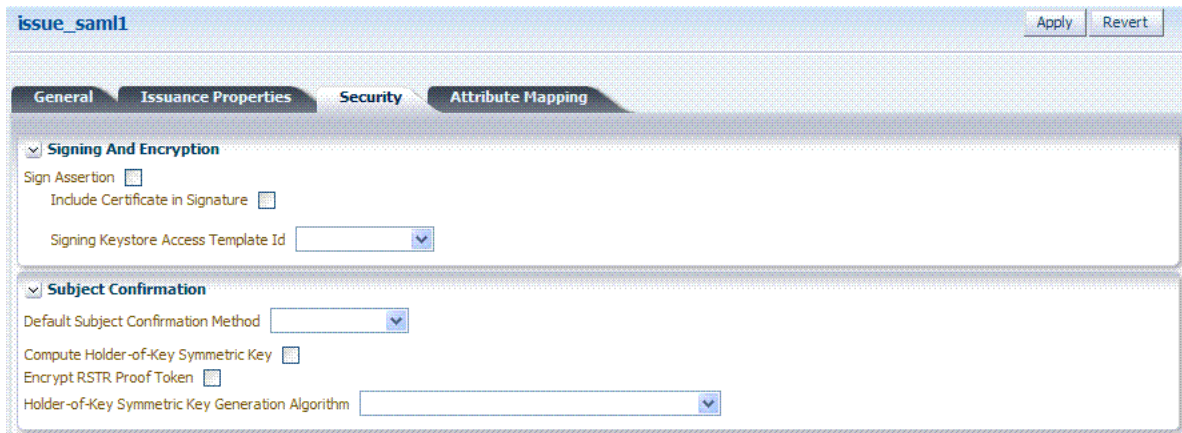 issue_saml1
Apply Revert
General Issuance Properties Security Attribute Mapping
Signing And Encryption
Sign Assertion
Include Certificate in Signature
Signing Keystore Access Template Id
Subject Confirmation
Default Subject Confirmation Method
Compute Holder-of-Key Symmetric Key
Encrypt RSTR Proof Token
Holder-of-Key Symmetric Key Generation Algorithm